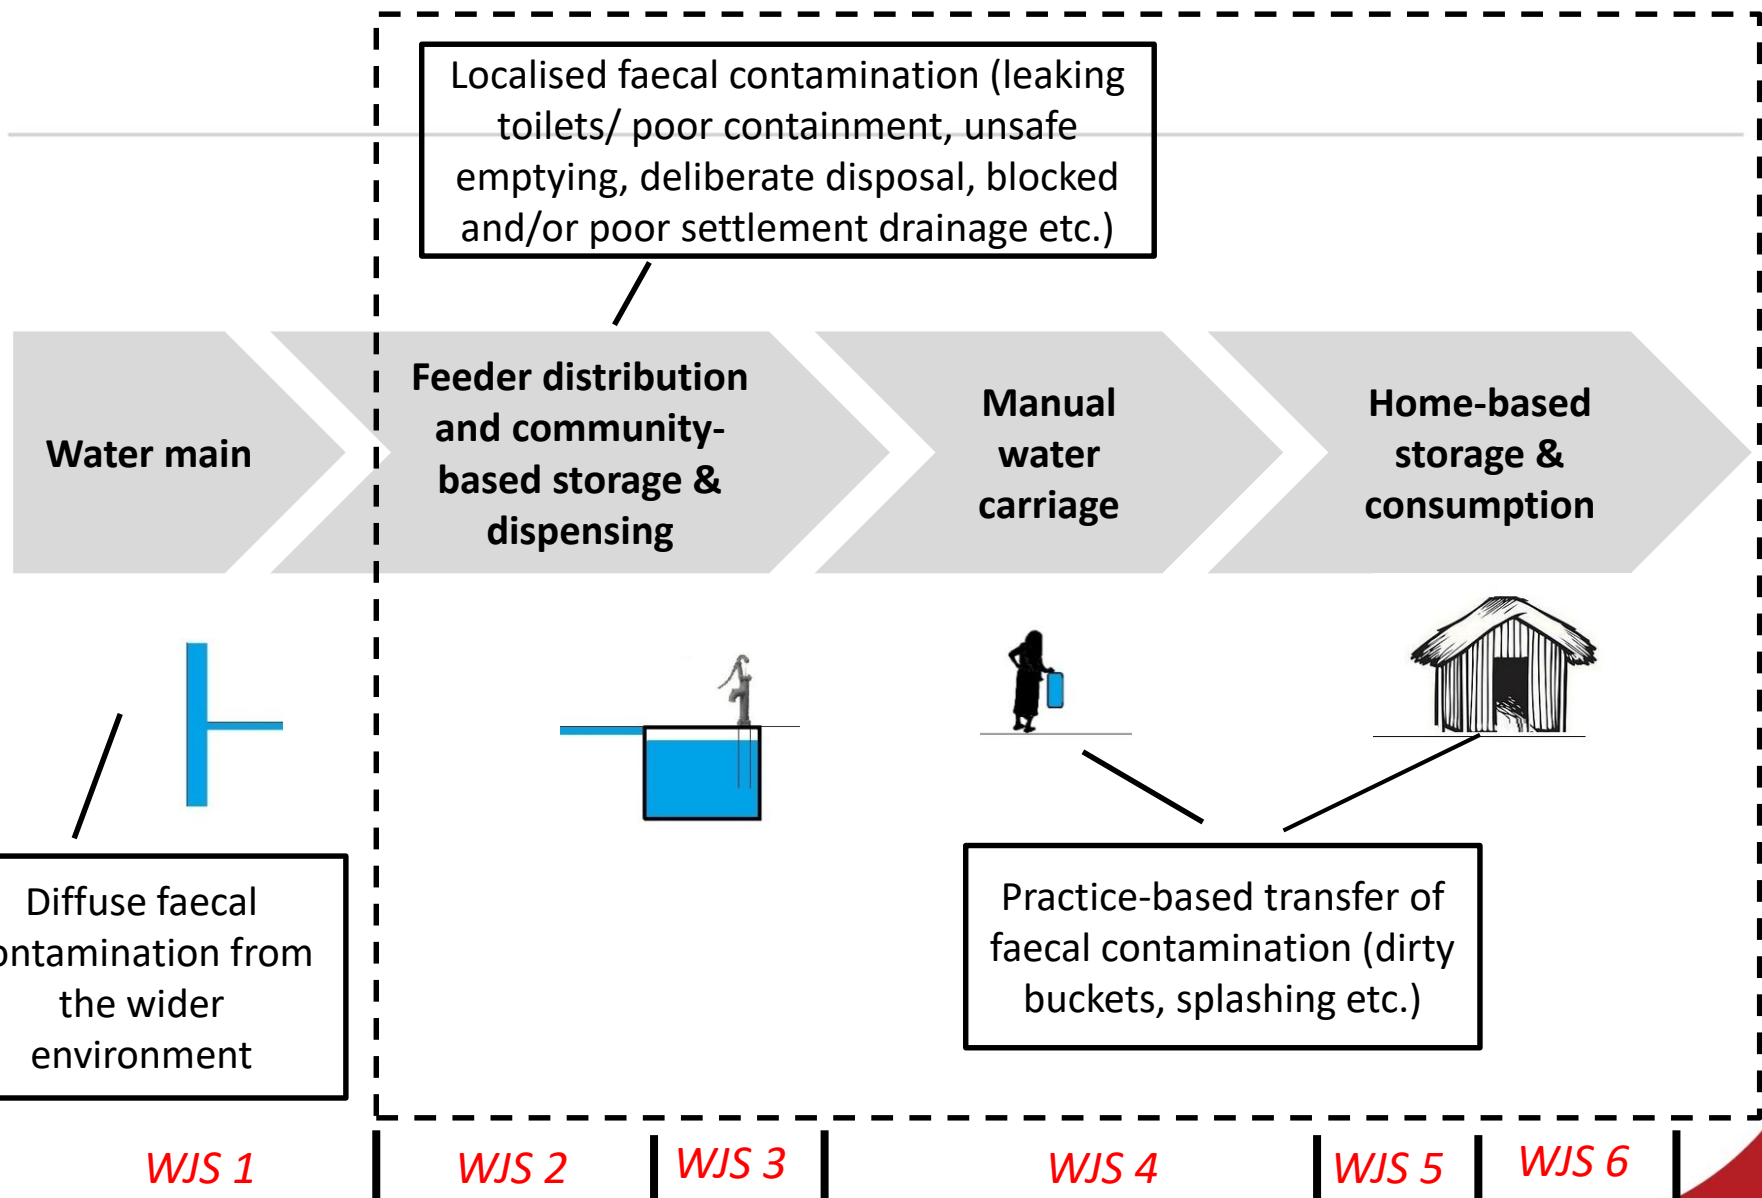 Localised faecal contamination (leaking
toilets/ poor containment, unsafe
emptying, deliberate disposal, blocked
and/or poor settlement drainage etc.)
Water main
Feeder distribution
and community-
based storage &
dispensing
Manual
water
carriage
Home-based
storage &
consumption
Diffuse faecal
ontamination from
the wider
environment
Practice-based transfer of
faecal contamination (dirty
buckets, splashing etc.)
WJS 1
WJS 2
WJS 3
WJS 4
WJS 5
WJS 6